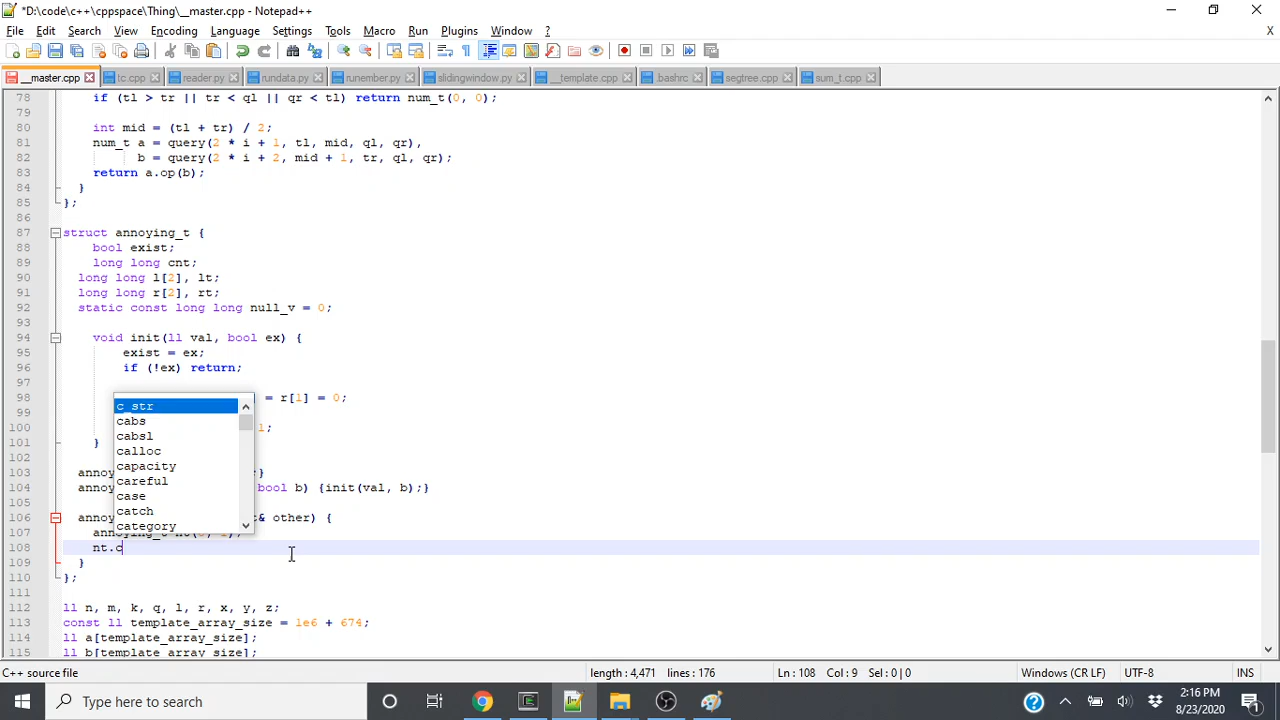 *D:\code\c++\cppspace\Thing\__master.cpp - Notepad++
File Edit Search View Encoding Language Settings Tools Macro Run Plugins Window ? X
__master.cpp tc.cpp reader.py rundata.py runember.py slidingwindow.py __template.cpp .bashrc segtree.cpp sum_t.cpp
78 if (tl > tr || tr < ql || qr < tl) return num_t(0, 0);
79
80 int mid = (tl + tr) / 2;
81 num_t a = query(2 * i + 1, tl, mid, ql, qr),
82 b = query(2 * i + 2, mid + 1, tr, ql, qr);
83 return a.op(b);
84 }
85 };
86
87 struct annoying_t {
88 bool exist;
89 long long cnt;
90 long long l[2], lt;
91 long long r[2], rt;
92 static const long long null_v = 0;
93
94 void init(ll val, bool ex) {
95 exist = ex;
96 if (!ex) return;
97
98 ] = r[1] = 0;
99
100 1;
101 }
102
103 annoy }
104 annoy bool b) {init(val, b);}
105
106 annoy & other) {
107
108 nt.c
109 }
110 };
111
112 ll n, m, k, q, l, r, x, y, z;
113 const ll template_array_size = 1e6 + 674;
114 ll a[template_array_size];
115 ll b[template_array_size];
c_str
cabs
cabsl
calloc
capacity
careful
case
catch
category
C++ source file length : 4,471 lines : 176 Ln : 108 Col : 9 Sel : 0 | 0 Windows (CR LF) UTF-8 INS
Type here to search
2:16 PM
8/23/2020
1